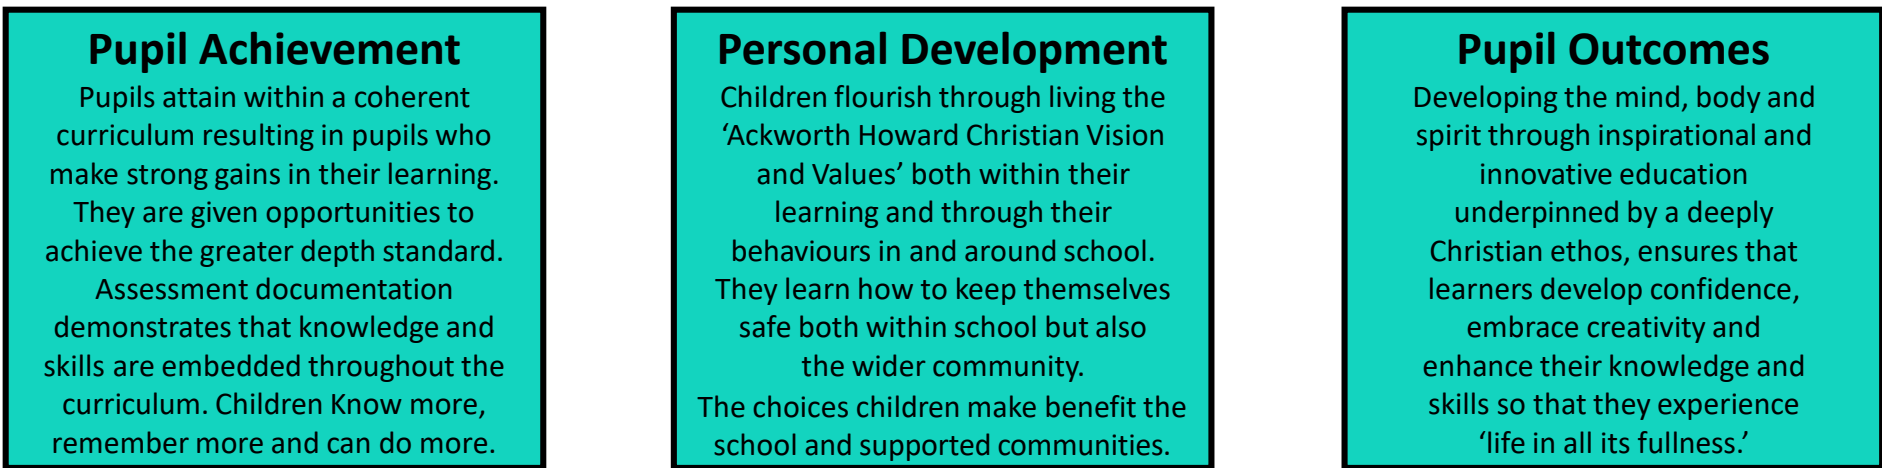 Pupil Achievement
Pupils attain within a coherent
curriculum resulting in pupils who
make strong gains in their learning.
They are given opportunities to
achieve the greater depth standard.
Assessment documentation
demonstrates that knowledge and
skills are embedded throughout the
curriculum. Children Know more,
remember more and can do more.
Personal Development
Children flourish through living the
‘Ackworth Howard Christian Vision
and Values’ both within their
learning and through their
behaviours in and around school.
They learn how to keep themselves
safe both within school but also
the wider community.
The choices children make benefit the
school and supported communities.
Pupil Outcomes
Developing the mind, body and
spirit through inspirational and
innovative education
underpinned by a deeply
Christian ethos, ensures that
learners develop confidence,
embrace creativity and
enhance their knowledge and
skills so that they experience
‘life in all its fullness.’